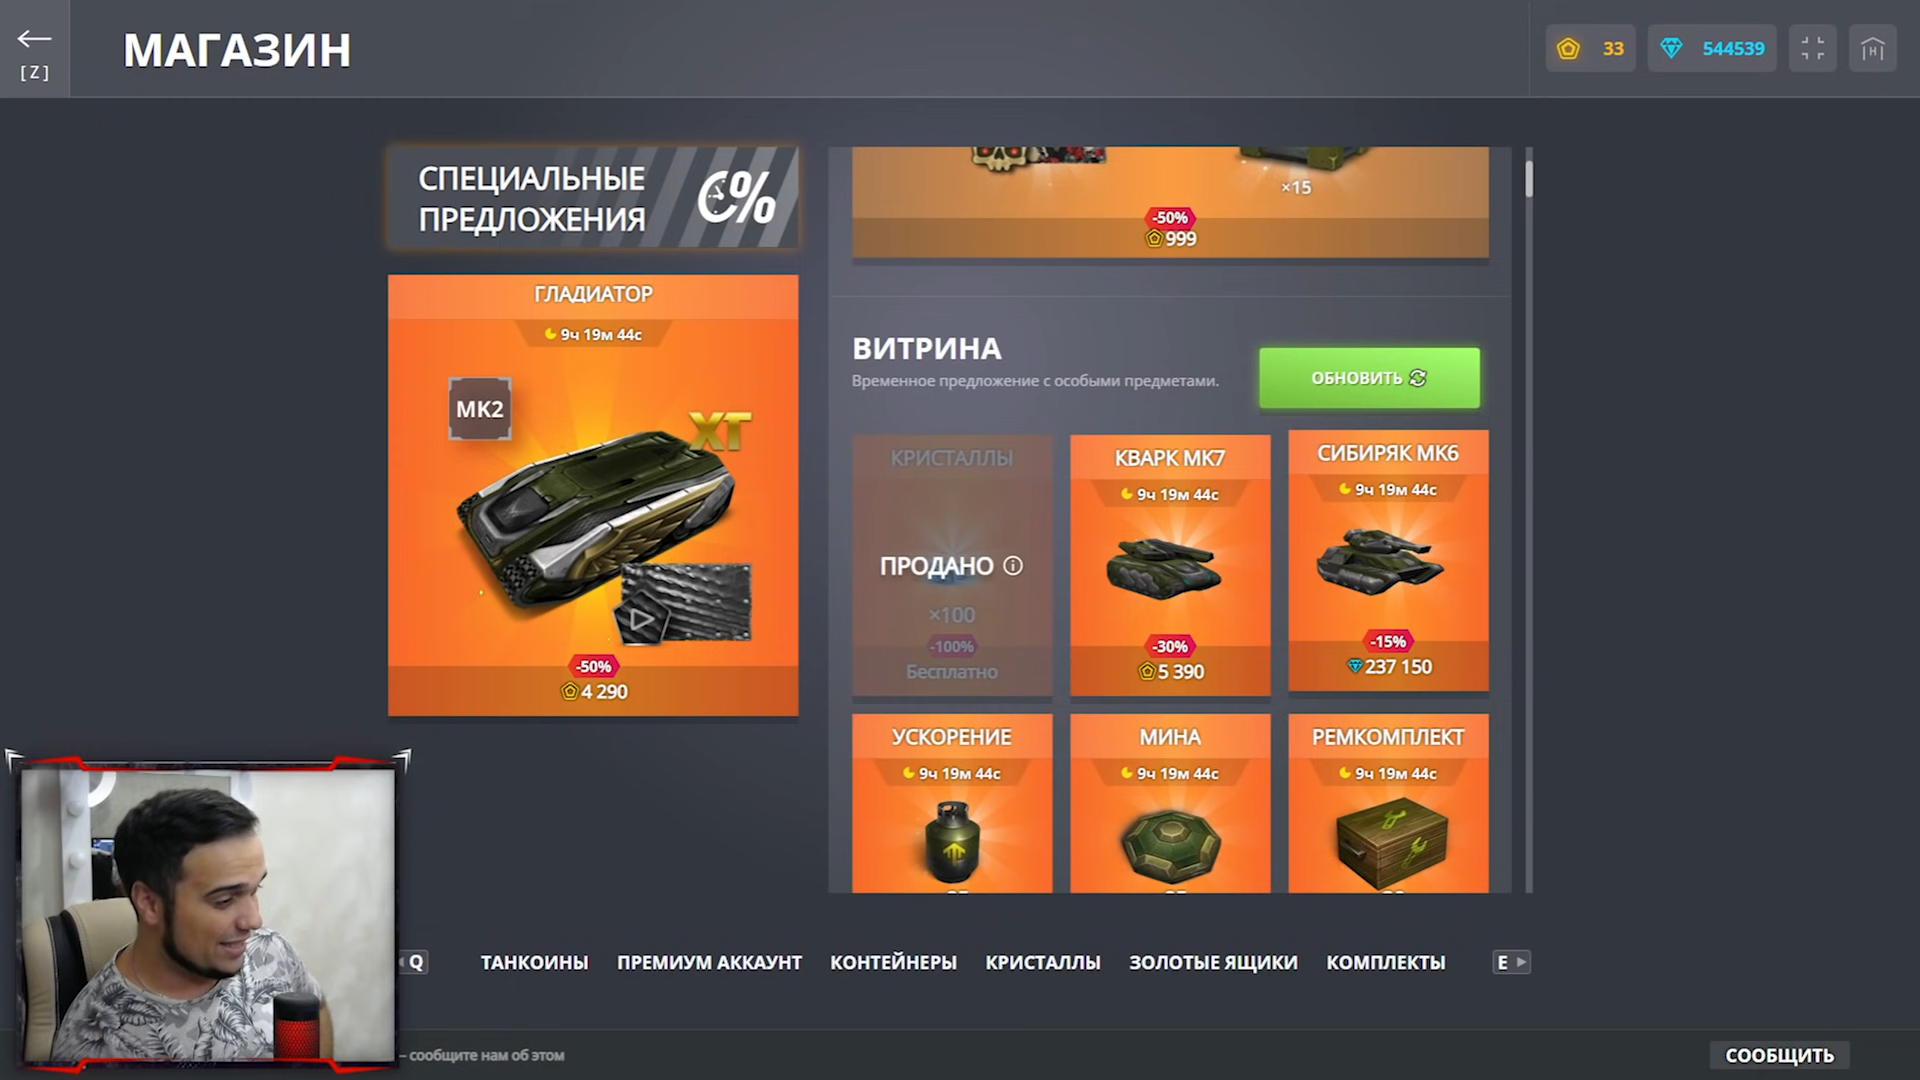 [Z]
МАГАЗИН
33
544539
СПЕЦИАЛЬНЫЕ
ПРЕДЛОЖЕНИЯ
%
ГЛАДИАТОР
9ч 19м 44с
МК2
XT
-50%
4 290
×15
-50%
999
ВИТРИНА
Временное предложение с особыми предметами.
ОБНОВИТЬ
КРИСТАЛЛЫ
ПРОДАНО
×100
-100%
Бесплатно
КВАРК МК7
9ч 19м 44с
-30%
5 390
СИБИРЯК МК6
9ч 19м 44с
-15%
237 150
УСКОРЕНИЕ
9ч 19м 44с
МИНА
9ч 19м 44с
РЕМКОМПЛЕКТ
9ч 19м 44с
Q
ТАНКОИНЫ
ПРЕМИУМ АККАУНТ
КОНТЕЙНЕРЫ
КРИСТАЛЛЫ
ЗОЛОТЫЕ ЯЩИКИ
КОМПЛЕКТЫ
E
– сообщите нам об этом
СООБЩИТЬ